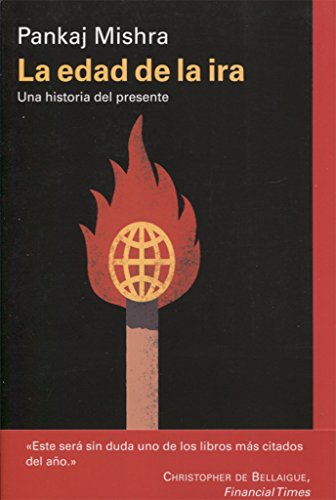 Pankaj Mishra
La edad de la ira
Una historia del presente
«Este será sin duda uno de los libros más citados
del año.»
CHRISTOPHER DE BELLAIGUE,
Financial Times